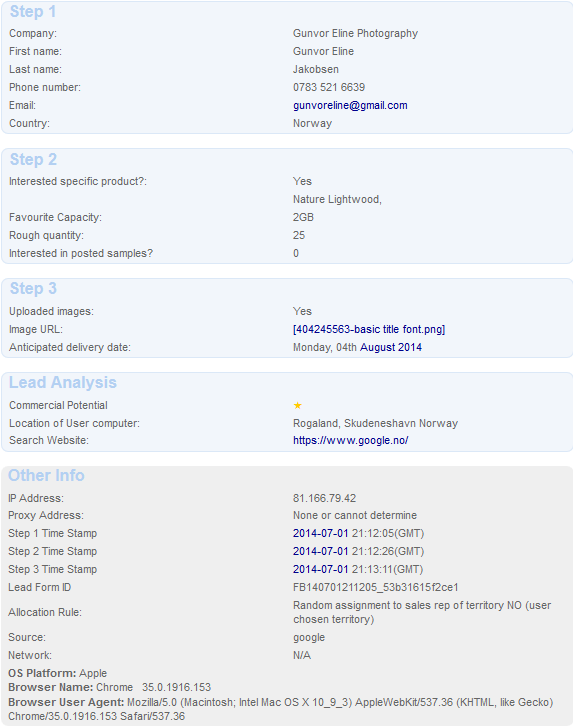 Step 1
Company: Gunvor Eline Photography
First name: Gunvor Eline
Last name: Jakobsen
Phone number: 0783 521 6639
Email: gunvoreline@gmail.com
Country: Norway
Step 2
Interested specific product?: Yes
Nature Lightwood,
Favourite Capacity: 2GB
Rough quantity: 25
Interested in posted samples? 0
Step 3
Uploaded images: Yes
Image URL: [404245563-basic title font.png]
Anticipated delivery date: Monday, 04th August 2014
Lead Analysis
Commercial Potential
Location of User computer: Rogaland, Skudeneshavn Norway
Search Website: https://www.google.no/
Other Info
IP Address: 81.166.79.42
Proxy Address: None or cannot determine
Step 1 Time Stamp 2014-07-01 21:12:05(GMT)
Step 2 Time Stamp 2014-07-01 21:12:26(GMT)
Step 3 Time Stamp 2014-07-01 21:13:11(GMT)
Lead Form ID FB140701211205_53b31615f2ce1
Allocation Rule: Random assignment to sales rep of territory NO (user
chosen territory)
Source: google
Network: N/A
OS Platform: Apple
Browser Name: Chrome 35.0.1916.153
Browser User Agent: Mozilla/5.0 (Macintosh; Intel Mac OS X 10_9_3) AppleWebKit/537.36 (KHTML, like Gecko)
Chrome/35.0.1916.153 Safari/537.36